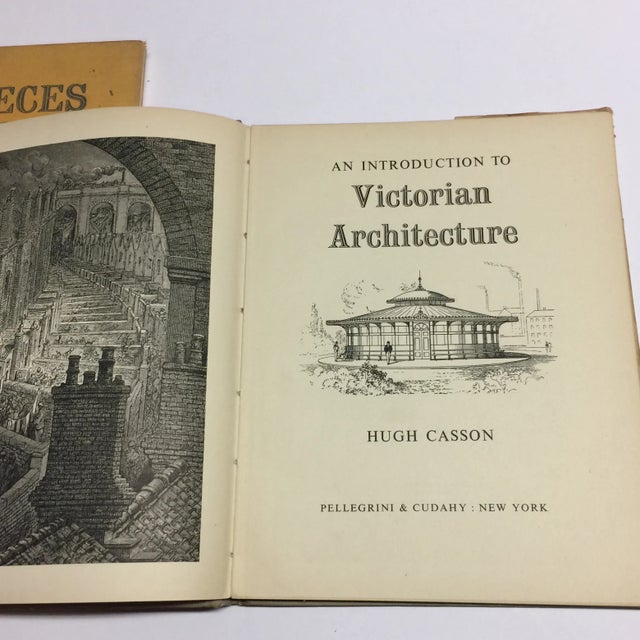 ECES
AN INTRODUCTION TO
Victorian
Architecture
HUGH CASSON
PELLEGRINI & CUDAHY : NEW YORK